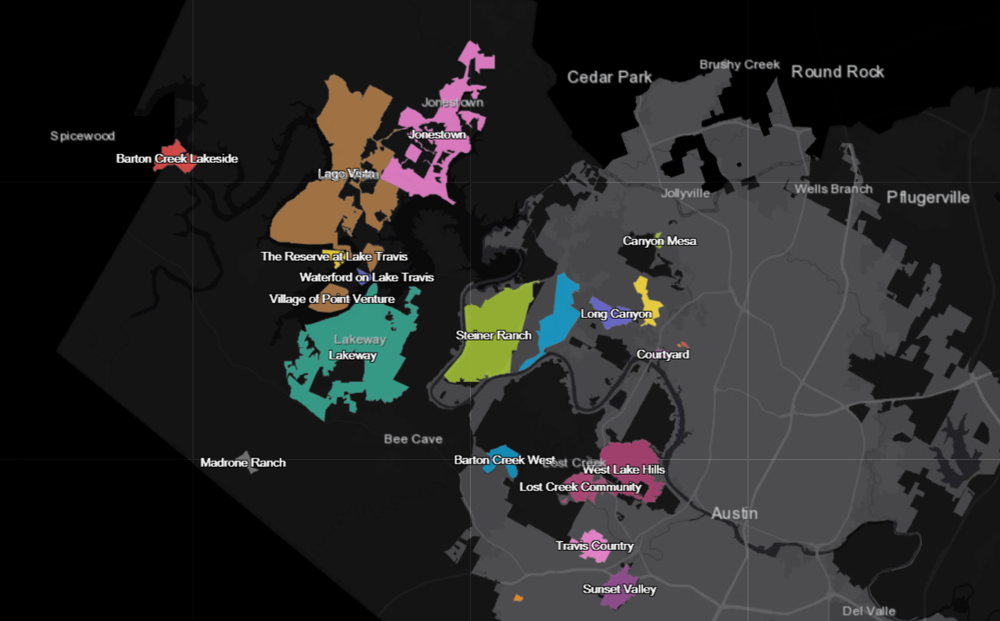 Cedar Park
Brushy Creek
Round Rock
Jonestown
Spicewood
Jonestown
Barton Creek Lakeside
Lago Vista
Jollyville
Wells Branch
Pflugerville
Canyon Mesa
The Reserve at Lake Travis
Waterford on Lake Travis
Village of Point Venture
Long Canyon
Steiner Ranch
Lakeway
Lakeway
Courtyard
Bee Cave
Madrone Ranch
Barton Creek West
Lost Creek
West Lake Hills
Lost Creek Community
Austin
Travis Country
Sunset Valley
Del Valle